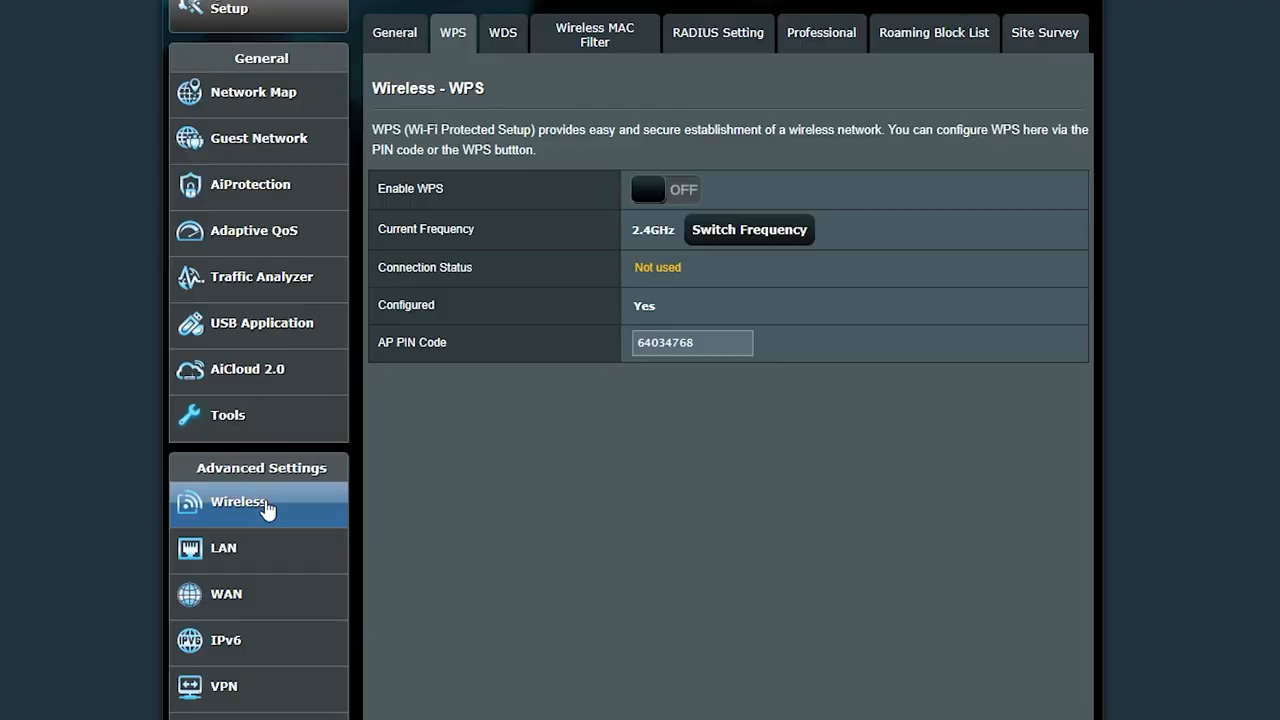 Setup
General
Network Map
Guest Network
AiProtection
Adaptive QoS
Traffic Analyzer
USB Application
AiCloud 2.0
Tools
Advanced Settings
Wireless
LAN
WAN
IPv6
VPN
General
WPS
WDS
Wireless MAC
Filter
RADIUS Setting
Professional
Roaming Block List
Site Survey
Wireless - WPS
WPS (Wi-Fi Protected Setup) provides easy and secure establishment of a wireless network. You can configure WPS here via the
PIN code or the WPS buttton.
Enable WPS
OFF
Current Frequency
2.4GHz
Switch Frequency
Connection Status
Not used
Configured
Yes
AP PIN Code
64034768